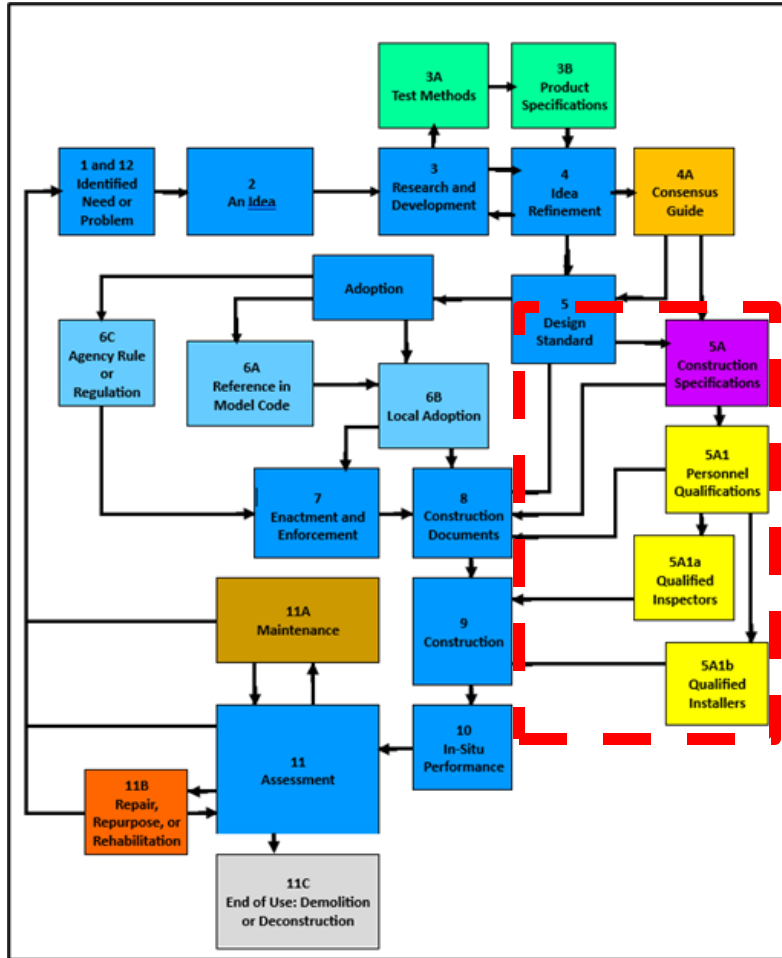 3A
Test Methods
3B
Product
Specifications
1 and 12
Identified
Need or
Problem
2
An Idea
3
Research and
Development
4
Idea
Refinement
4A
Consensus
Guide
Adoption
5
Design
Standard
6C
Agency Rule
or
Regulation
6A
Reference in
Model Code
6B
Local Adoption
5A
Construction
Specifications
5A1
Personnel
Qualifications
7
Enactment and
Enforcement
8
Construction
Documents
5A1a
Qualified
Inspectors
11A
Maintenance
9
Construction
5A1b
Qualified
Installers
11
Assessment
10
In-Situ
Performance
11B
Repair,
Repurpose, or
Rehabilitation
11C
End of Use: Demolition
or Deconstruction